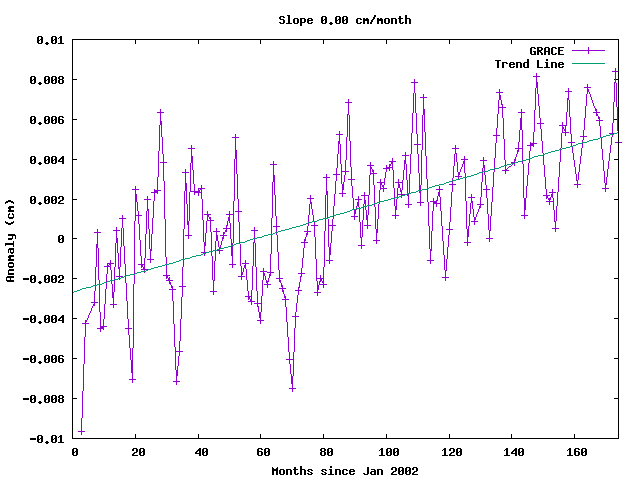 Slope 0.00 cm/month
GRACE
Trend Line
0.01
0.008
0.006
0.004
0.002
0
-0.002
-0.004
-0.006
-0.008
-0.01
Anomaly (cm)
0 20 40 60 80 100 120 140 160
Months since Jan 2002